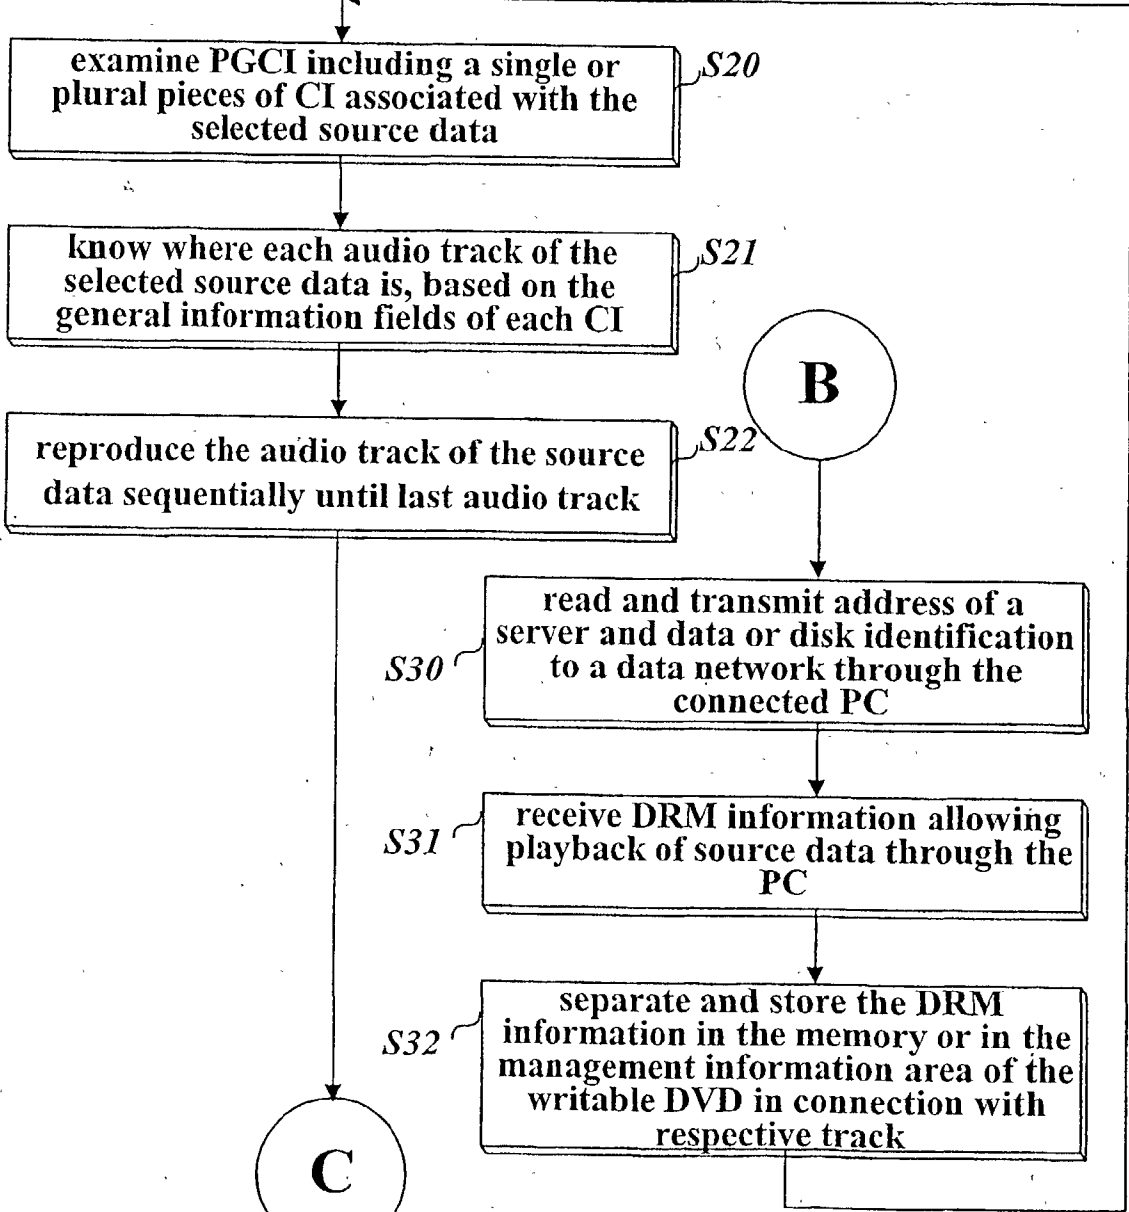 examine PGCI including a single or
plural pieces of CI associated with the
selected source data
S20
know where each audio track of the
selected source data is, based on the
general information fields of each CI
S21
reproduce the audio track of the source
data sequentially until last audio track
S22
B
read and transmit address of a
server and data or disk identification
to a data network through the
connected PC
S30
receive DRM information allowing
playback of source data through the
PC
S31
separate and store the DRM
information in the memory or in the
management information area of the
writable DVD in connection with
respective track
S32
C